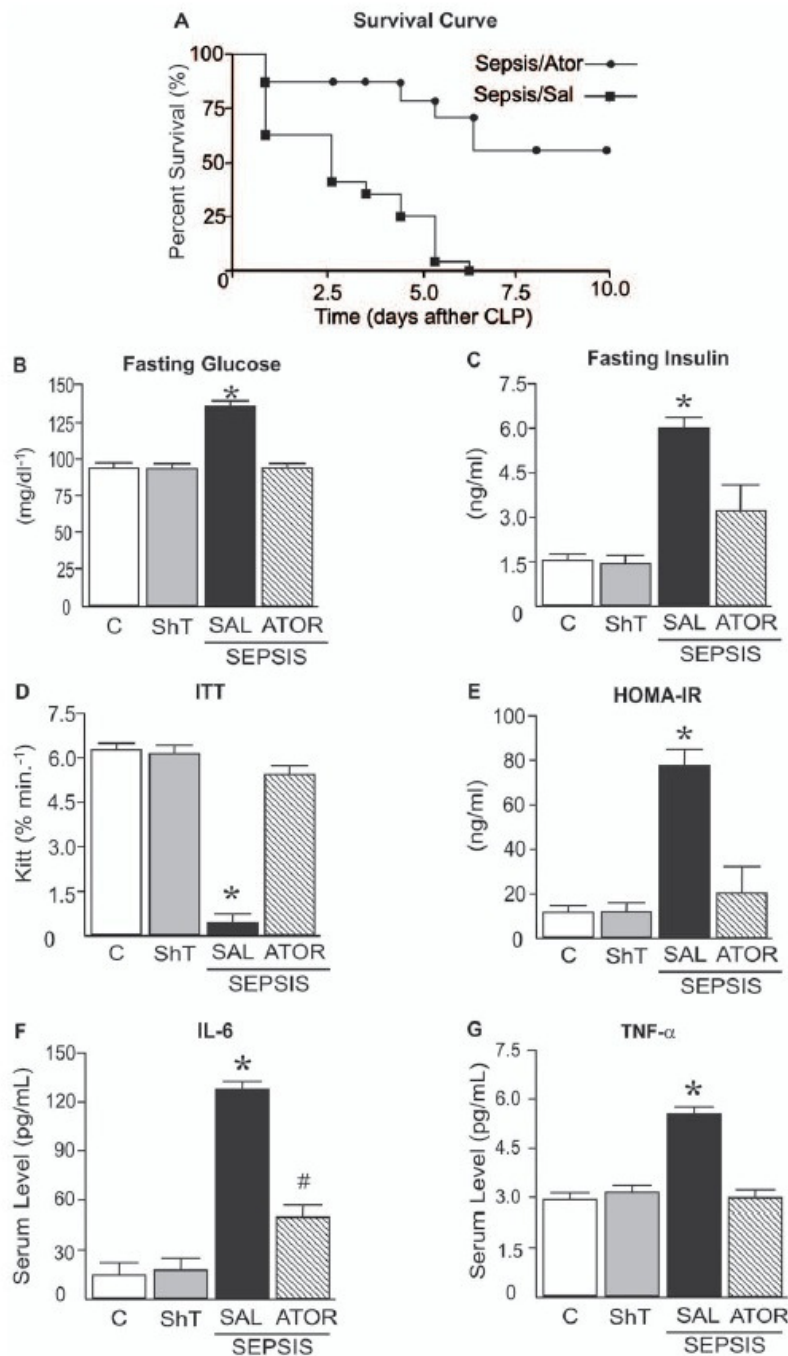 A Survival Curve
Percent Survival (%)
100
75
50
25
0
Sepsis/Ator
Sepsis/Sal
2.5 5.0 7.5 10.0
Time (days afther CLP)
B Fasting Glucose
(mg/dl-1)
150
125
100
75
50
25
0
C ShT SAL ATOR
SEPSIS
C Fasting Insulin
(ng/ml)
7.5
6.0
4.5
3.0
1.5
0
*
*
C ShT SAL ATOR
SEPSIS
D ITT
Kitt (% min.-1)
7.5
6.0
4.5
3.0
1.5
0
*
C ShT SAL ATOR
SEPSIS
E HOMA-IR
(ng/ml)
100
80
60
40
20
0
*
C ShT SAL ATOR
SEPSIS
F IL-6
Serum Level (pg/mL)
150
120
90
60
30
0
*
#
C ShT SAL ATOR
SEPSIS
G TNF-α
Serum Level (pg/mL)
7.5
6.0
4.5
3.0
1.5
0
*
C ShT SAL ATOR
SEPSIS